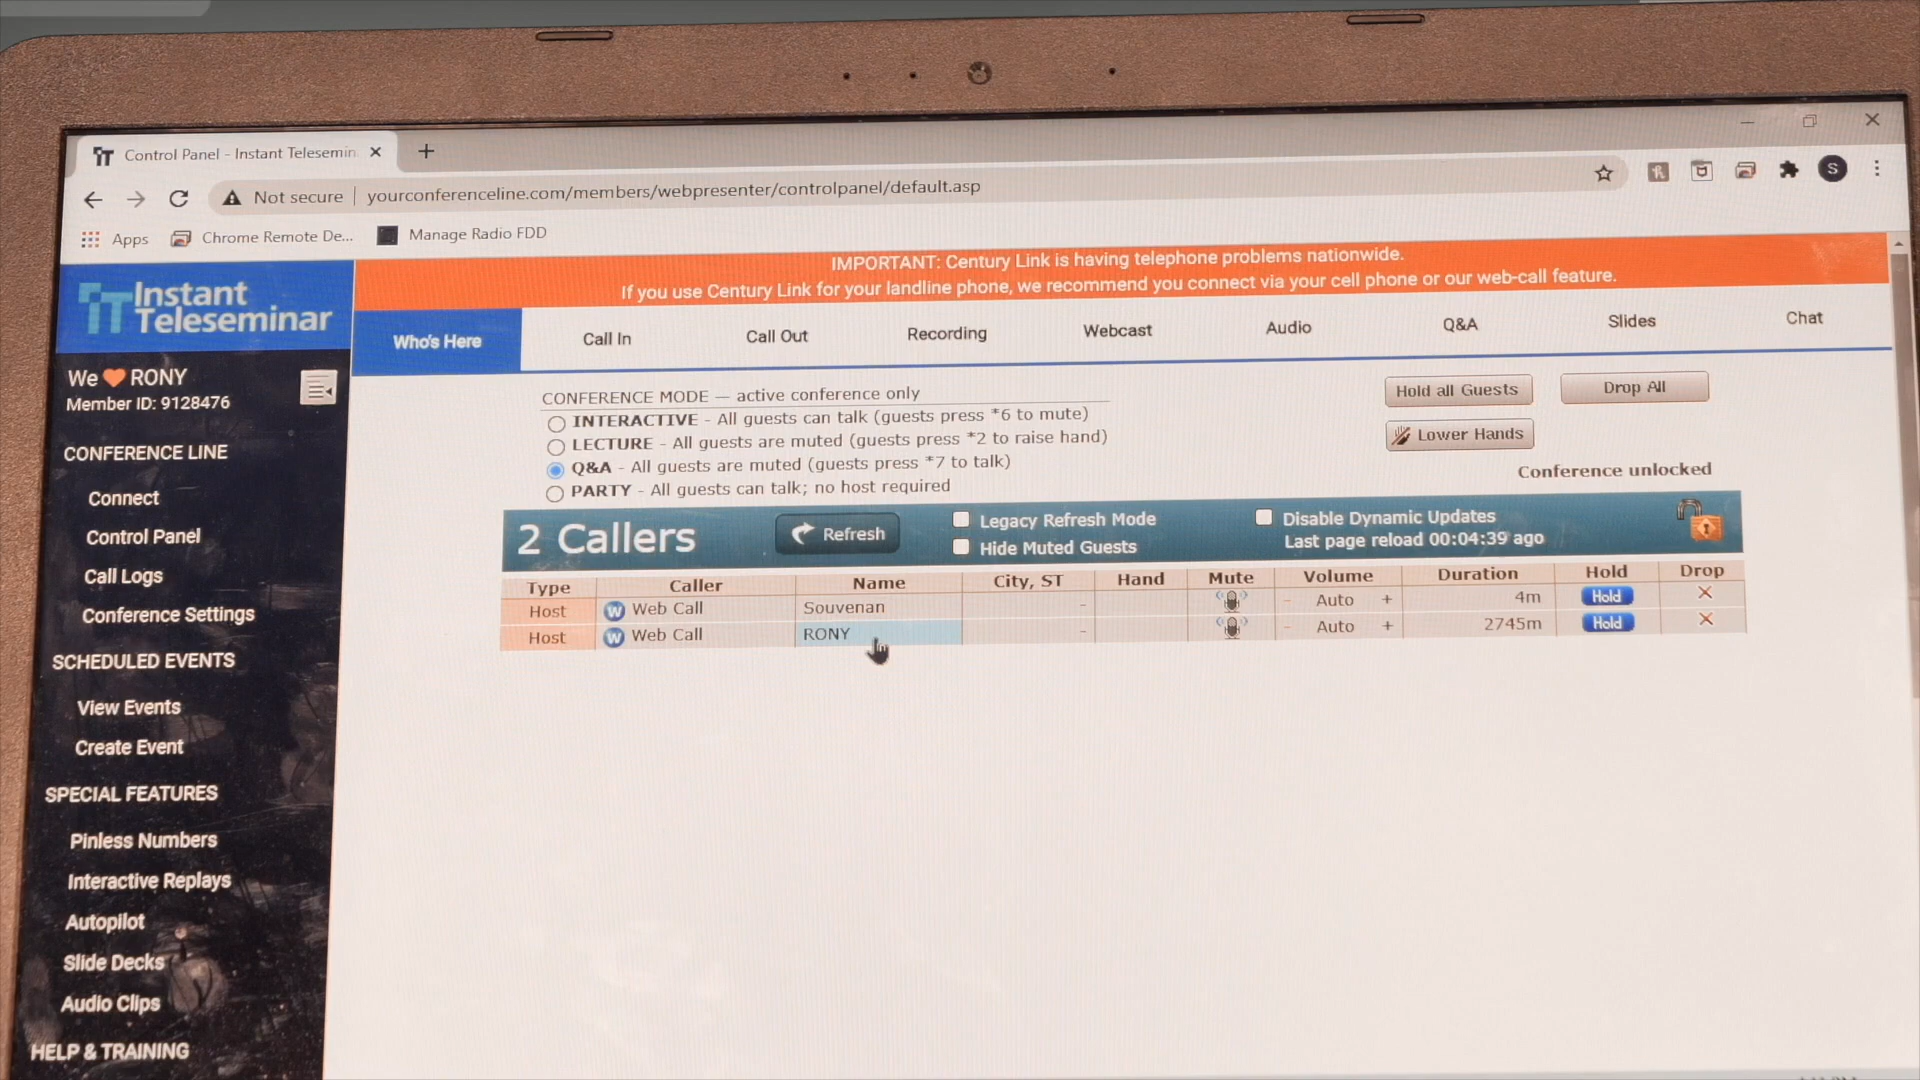 Control Panel - Instant Telesemin
Not secure | yourconferenceline.com/members/webpresenter/controlpanel/default.asp
S
Apps
Chrome Remote De...
Manage Radio FDD
Instant
Teleseminar
IMPORTANT: Century Link is having telephone problems nationwide.
If you use Century Link for your landline phone, we recommend you connect via your cell phone or our web-call feature.
Who's Here
Call In
Call Out
Recording
Webcast
Audio
Q&A
Slides
Chat
We RONY
Member ID: 9128476
CONFERENCE LINE
Connect
Control Panel
Call Logs
Conference Settings
SCHEDULED EVENTS
View Events
Create Event
SPECIAL FEATURES
Pinless Numbers
Interactive Replays
Autopilot
Slide Decks
Audio Clips
HELP & TRAINING
CONFERENCE MODE — active conference only
INTERACTIVE - All guests can talk (guests press *6 to mute)
LECTURE - All guests are muted (guests press *2 to raise hand)
Q&A - All guests are muted (guests press *7 to talk)
PARTY - All guests can talk; no host required
Hold all Guests
Drop All
Lower Hands
Conference unlocked
2 Callers
Refresh
Legacy Refresh Mode
Hide Muted Guests
Disable Dynamic Updates
Last page reload 00:04:39 ago
Type Caller Name City, ST Hand Mute Volume Duration Hold Drop
Host W Web Call Souvenan - - Auto + 4m Hold
Host W Web Call RONY - - Auto + 2745m Hold